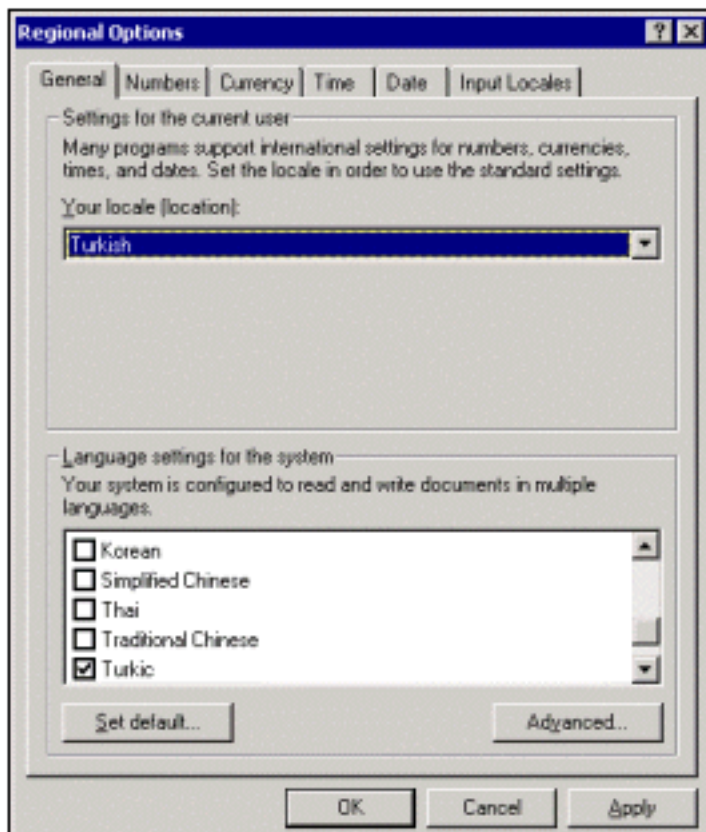 Regional Options
General Numbers Currency Time Date Input Locales
Settings for the current user
Many programs support international settings for numbers, currencies,
times, and dates. Set the locale in order to use the standard settings.
Your locale (location):
Turkish
Language settings for the system
Your system is configured to read and write documents in multiple
languages.
Korean
Simplified Chinese
Thai
Traditional Chinese
Turkic
Set default... Advanced...
OK Cancel Apply